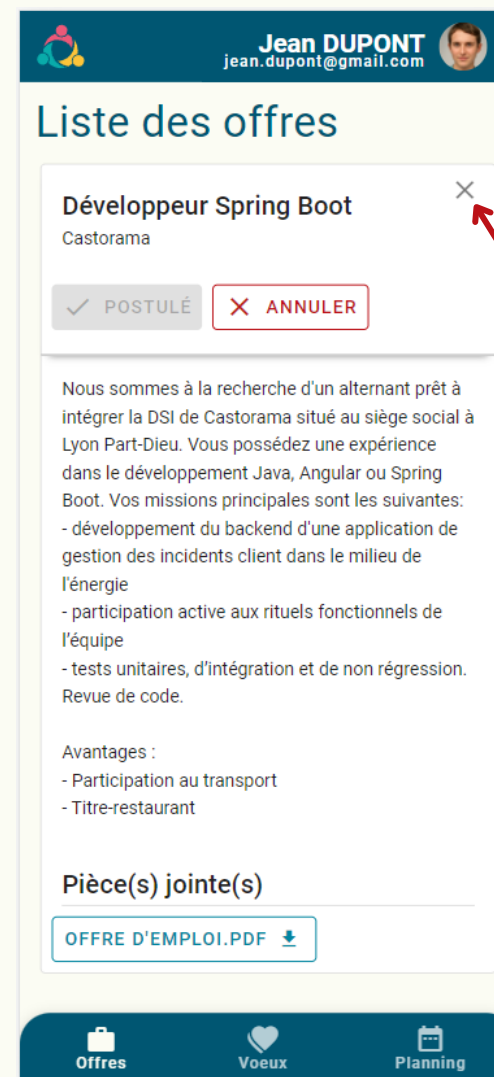 Jean DUPONT
jean.dupont@gmail.com
Liste des offres
Développeur Spring Boot
Castorama
POSTULÉ
ANNULER
Nous sommes à la recherche d'un alternant prêt à
intégrer la DSI de Castorama situé au siège social à
Lyon Part-Dieu. Vous possédez une expérience
dans le développement Java, Angular ou Spring
Boot. Vos missions principales sont les suivantes:
- développement du backend d'une application de
gestion des incidents client dans le milieu de
l'énergie
- participation active aux rituels fonctionnels de
l’équipe
- tests unitaires, d’intégration et de non régression.
Revue de code.
Avantages :
- Participation au transport
- Titre-restaurant
Pièce(s) jointe(s)
OFFRE D'EMPLOI.PDF
Offres
Voeux
Planning